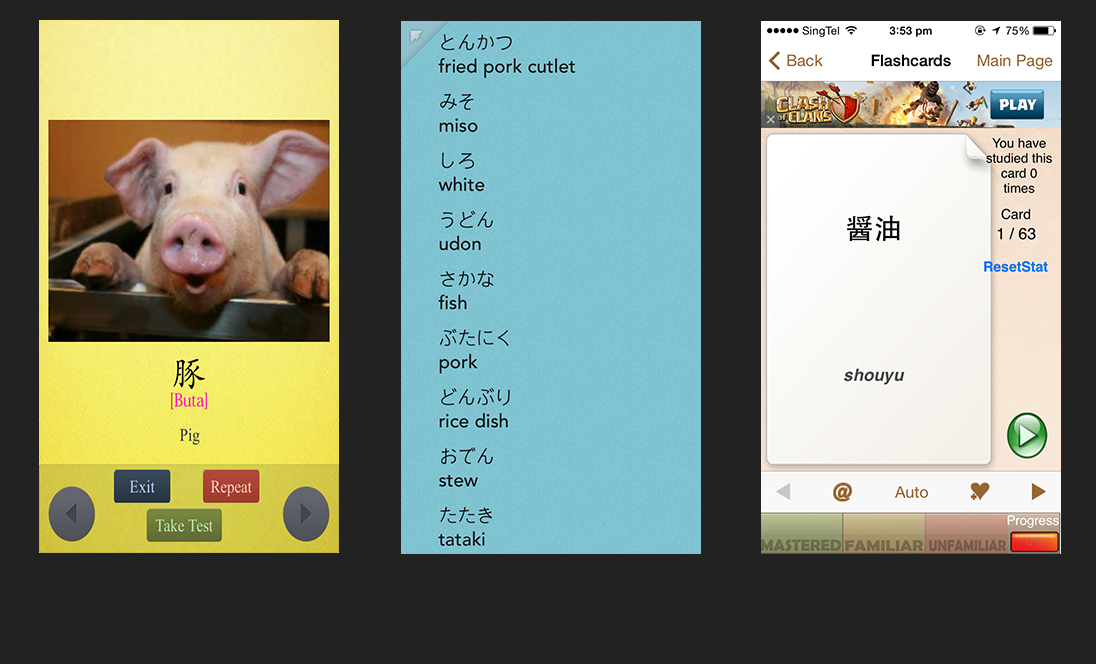 豚
[Buta]
Pig
Exit
Repeat
Take Test
とんかつ
fried pork cutlet
みそ
miso
しろ
white
うどん
udon
さかな
fish
ぶたにく
pork
どんぶり
rice dish
おでん
stew
たたき
tataki
SingTel
3:53 pm
75%
Back
Flashcards
Main Page
CLASH
OF CLANS
PLAY
You have
studied this
card 0
times
Card
1 / 63
ResetStat
醤油
shouyu
@
Auto
Progress
MASTERED FAMILIAR UNFAMILIAR